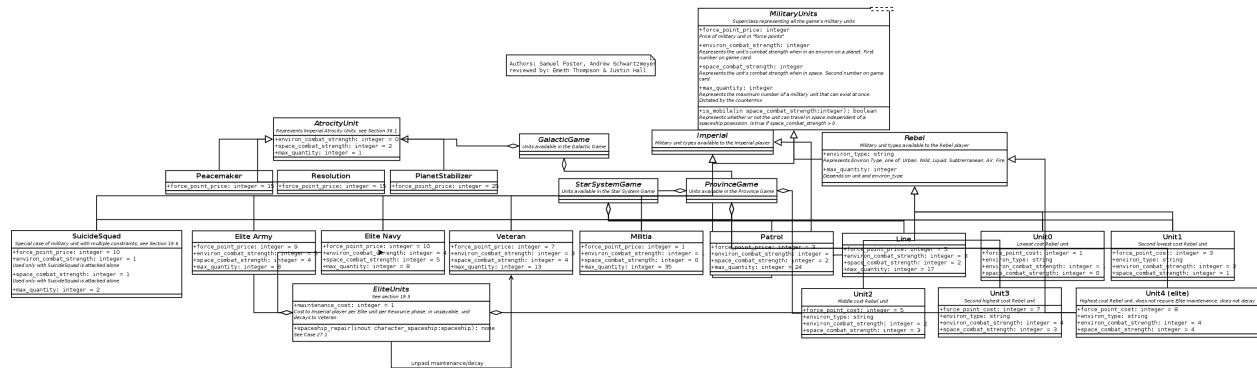 MilitaryUnits
Superclass representing all the game's military units
+force_point_price: integer
Price of military unit in "force points"
+environ_combat_strength: integer
Represents the unit's combat strength when in an environ on a planet. First
number on game card.
+space_combat_strength: integer
Represents the unit's combat strength when in space. Second number on game
card.
+max_quantity: integer
Represents the maximum number of a military unit that can exist at once.
Dictated by the countermix
+is_mobile(in space_combat_strength:integer): boolean
Represents whether or not the unit can travel in space independent of a
spaceship possesion. Is true if space_combat_strength > 0
Authors: Samuel Foster, Andrew Schwartzmeyer
reviewed by: Emeth Thompson & Justin Hall
AtrocityUnit
Represents Imperial Atrocity Units, see Section 36.1
+environ_combat_strength: integer = 0
+space_combat_strength: integer = 2
+max_quantity: integer = 1
GalacticGame
Units available in the Galactic Game
Imperial
Military unit types available to the Imperial player
Rebel
Military unit types available to the Rebel player
+environ_type: string
Represents Environ Type, one of: Urban, Wild, Liquid, Subterranean, Air, Fire
+max_quantity: integer
Depends on unit and environ_type
Peacemaker
+force_point_price: integer = 15
Resolution
+force_point_price: integer = 15
PlanetStabilizer
+force_point_price: integer = 25
StarSystemGame
Units available in the Star System Game
ProvinceGame
Units available in the Province Game
SuicideSquad
Special case of military unit with multiple constraints, see Section 19.6
+force_point_price: integer = 10
+environ_combat_strength: integer = 1
Used only with SuicideSquad is attacked alone
+space_combat_strength: integer = 1
Used only with SuicideSquad is attacked alone
+max_quantity: integer = 2
Elite Army
+force_point_price: integer = 9
+environ_combat_strength: integer =
+space_combat_strength: integer = 4
+max_quantity: integer = 8
Elite Navy
+force_point_price: integer = 10
+environ_combat_strength: integer = 4
+space_combat_strength: integer = 5
+max_quantity: integer = 8
Veteran
+force_point_price: integer = 7
+environ_combat_strength: integer =
+space_combat_strength: integer = 4
+max_quantity: integer = 13
Militia
+force_point_price: integer = 1
+environ_combat_strength: integer =
+space_combat_strength: integer = 0
+max_quantity: integer = 35
Patrol
+force_point_price: integer = 3
+environ_combat_strength: integer =
+space_combat_strength: integer = 2
+max_quantity: integer = 24
Line
+force_point_price: integer = 5
+environ_combat_strength: integer =
+space_combat_strength: integer = 2
+max_quantity: integer = 17
Unit0
Lowest cost Rebel unit
+force_point_cost: integer = 1
+environ_type: string
+environ_combat_strength: integer =
+space_combat_strength: integer = 0
Unit1
Second lowest cost Rebel unit
+force_point_cost: integer = 3
+environ_type: string
+environ_combat_strength: integer = 2
+space_combat_strength: integer = 1
EliteUnits
See section 19.5
+maintenance_cost: integer = 1
Cost to Imperial player per Elite unit per Resource phase; in unpayable, unit
decays to Veteran
+spaceship_repair(inout character_spaceship:spaceship): none
See Case 27.1
Unit2
Middle cost Rebel unit
+force_point_cost: integer = 5
+environ_type: string
+environ_combat_strength: integer = 2
+space_combat_strength: integer = 3
Unit3
Second highest cost Rebel unit
+force_point_cost: integer = 7
+environ_type: string
+environ_combat_strength: integer = 4
+space_combat_strength: integer = 3
Unit4 (elite)
Highest cost Rebel unit, does not require Elite maintenance, does not decay
+force_point_cost: integer = 8
+environ_type: string
+environ_combat_strength: integer = 4
+space_combat_strength: integer = 4
unpaid maintenance/decay